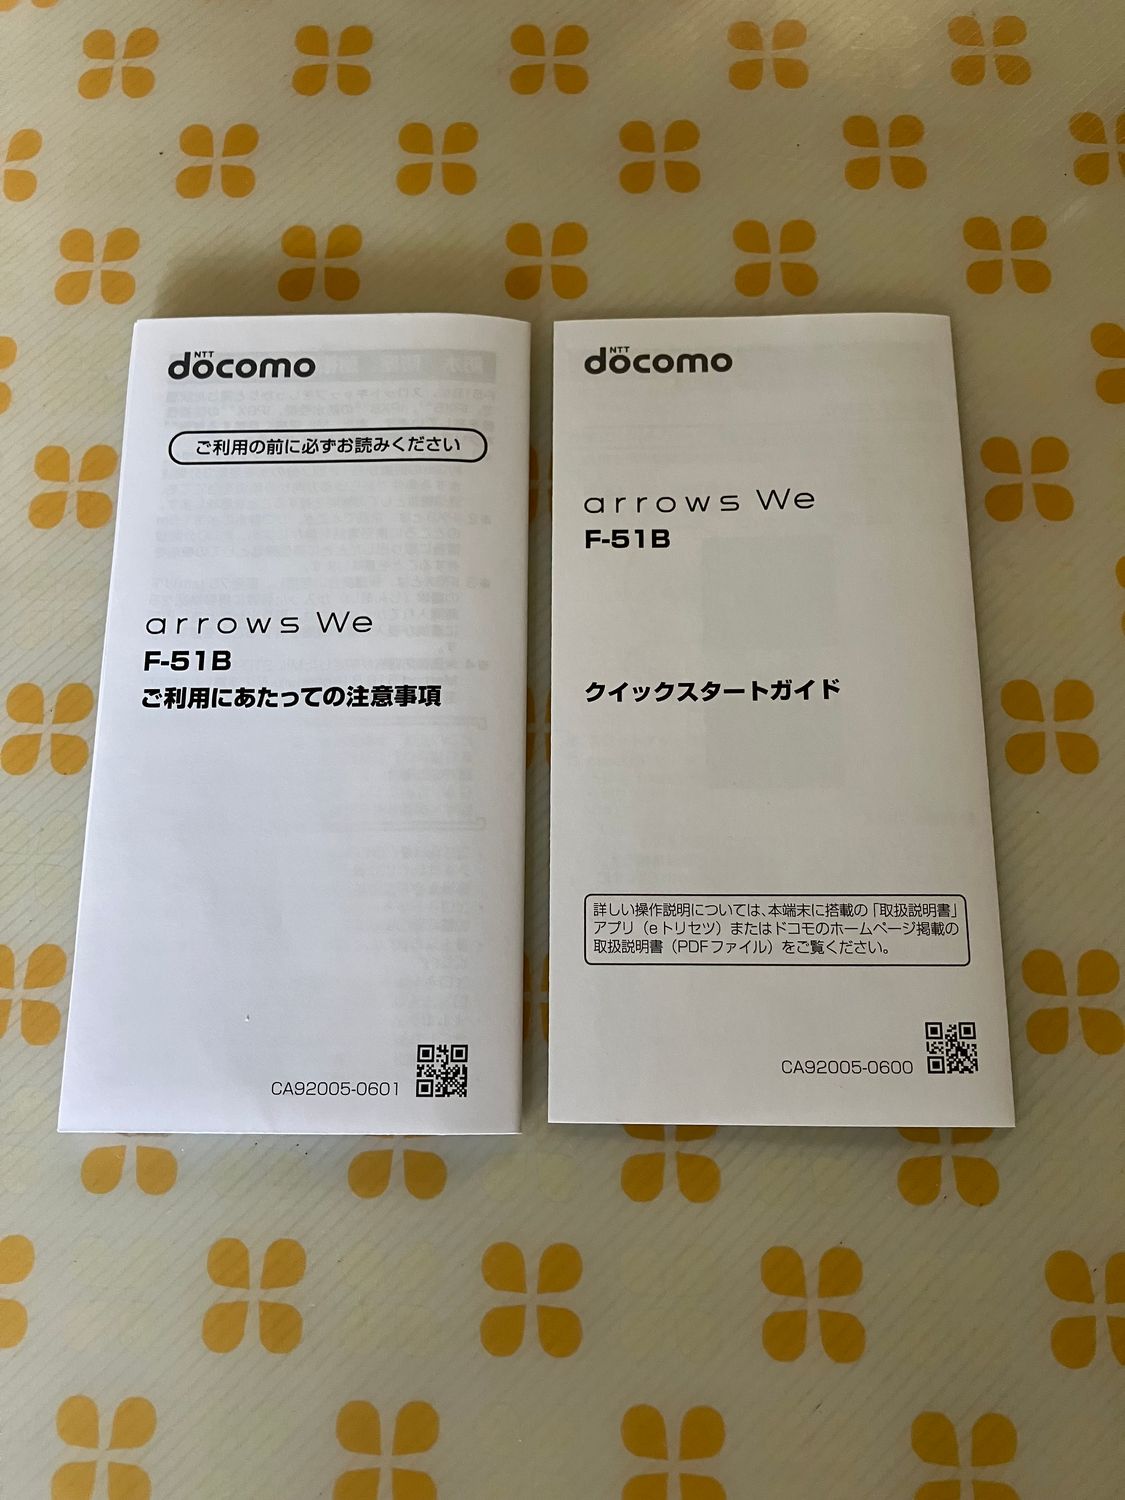 NTT
docomo
ご利用の前に必ずお読みください
arrows We
F-51B
ご利用にあたっての注意事項
CA92005-0601
NTT
docomo
arrows We
F-51B
クイックスタートガイド
詳しい操作説明については、本端末に搭載の「取扱説明書」
アプリ（eトリセツ）またはドコモのホームページ掲載の
取扱説明書（PDFファイル）をご覧ください。
CA92005-0600